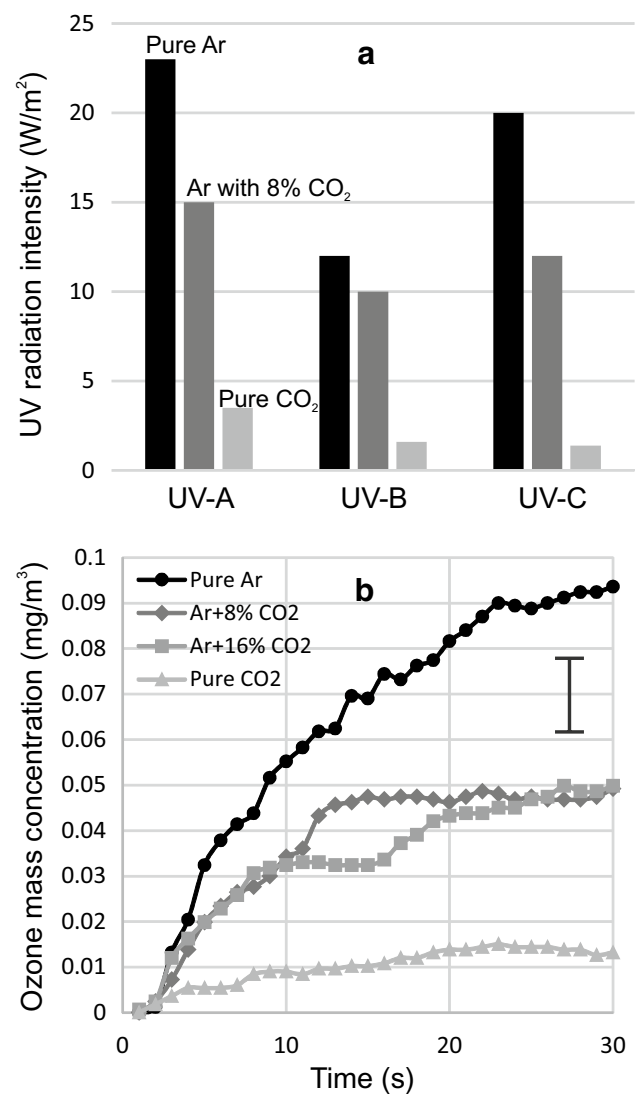 25
20
15
10
5
0
UV radiation intensity (W/m²)
a
Pure Ar
Ar with 8% CO₂
Pure CO₂
UV-A UV-B UV-C
0.1
0.09
0.08
0.07
0.06
0.05
0.04
0.03
0.02
0.01
0
Ozone mass concentration (mg/m³)
b
Pure Ar
Ar+8% CO2
Ar+16% CO2
Pure CO2
0 10 20 30
Time (s)